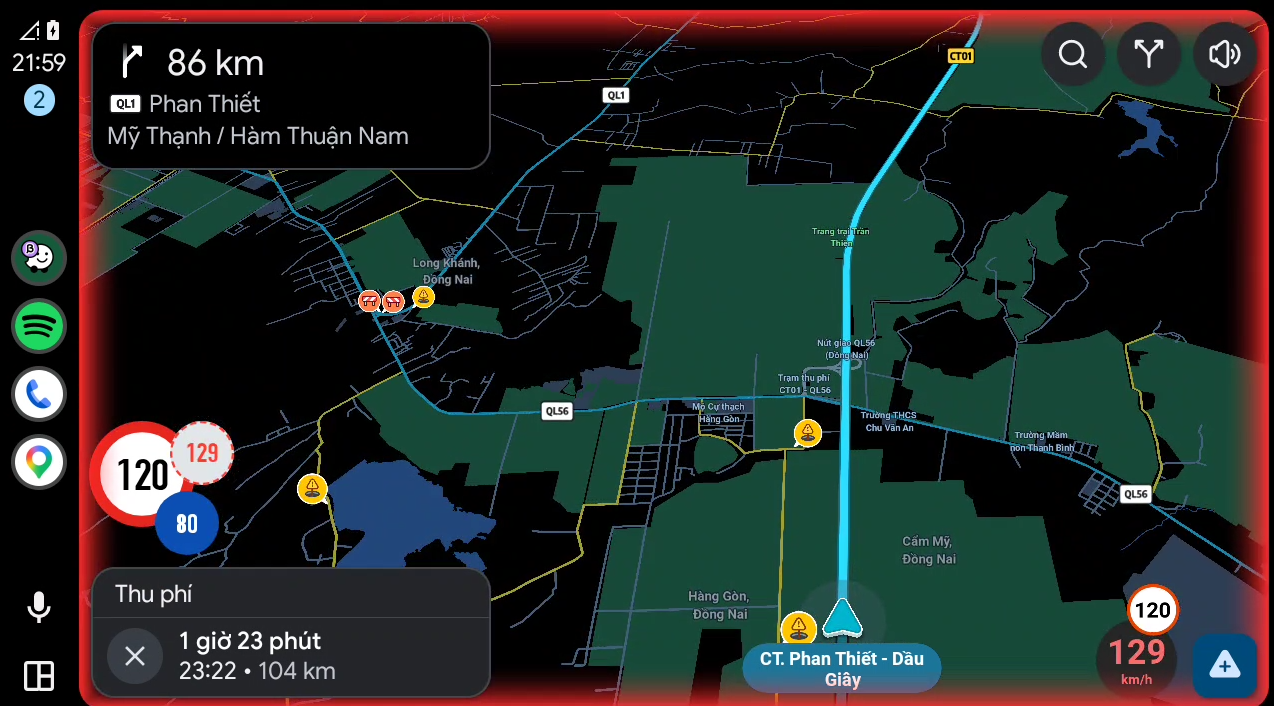 21:59
2
86 km
QL1 Phan Thiết
Mỹ Thạnh / Hàm Thuận Nam
CT01
QL1
Trang trại Trần
Thiện
Long Khánh,
Đồng Nai
Nút giao QL56
(Đồng Nai)
Trạm thu phí
CT01 - QL56
QL56
Mộ Cự thạch
Hàng Gòn
Trường THCS
Chu Văn An
Trường Mầm
non Thanh Bình
QL56
120
129
80
Cẩm Mỹ,
Đồng Nai
Hàng Gòn,
Đồng Nai
Thu phí
1 giờ 23 phút
23:22 • 104 km
CT. Phan Thiết - Dầu
Giây
120
129
km/h